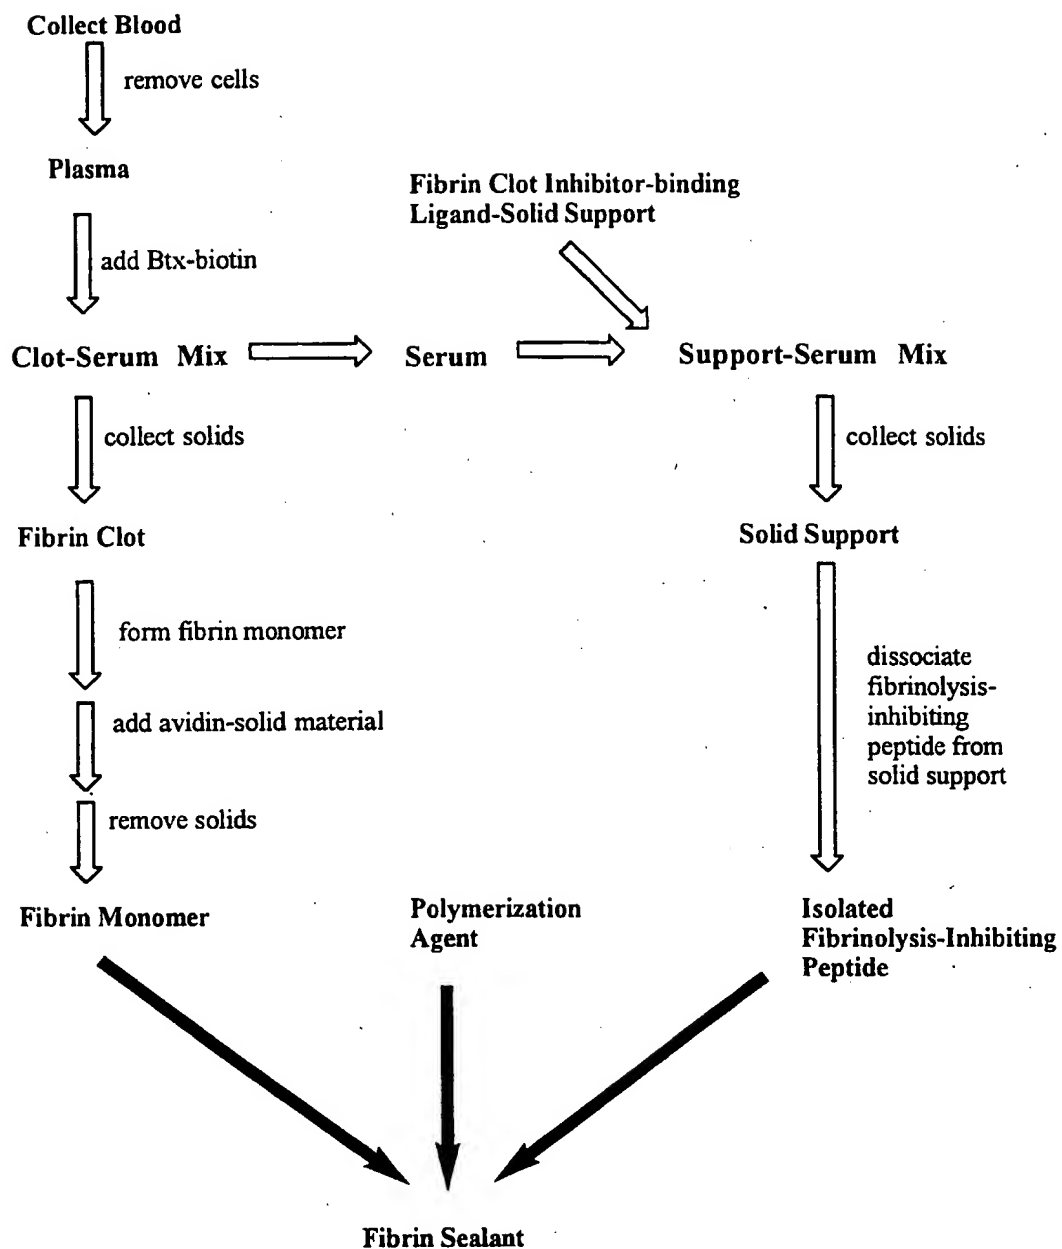 Collect Blood
remove cells
Plasma
Fibrin Clot Inhibitor-binding
Ligand-Solid Support
add Btx-biotin
Clot-Serum Mix
Serum
Support-Serum Mix
collect solids
collect solids
Fibrin Clot
Solid Support
form fibrin monomer
dissociate
fibrinolysis-
inhibiting
peptide from
solid support
add avidin-solid material
remove solids
Fibrin Monomer
Polymerization
Agent
Isolated
Fibrinolysis-Inhibiting
Peptide
Fibrin Sealant